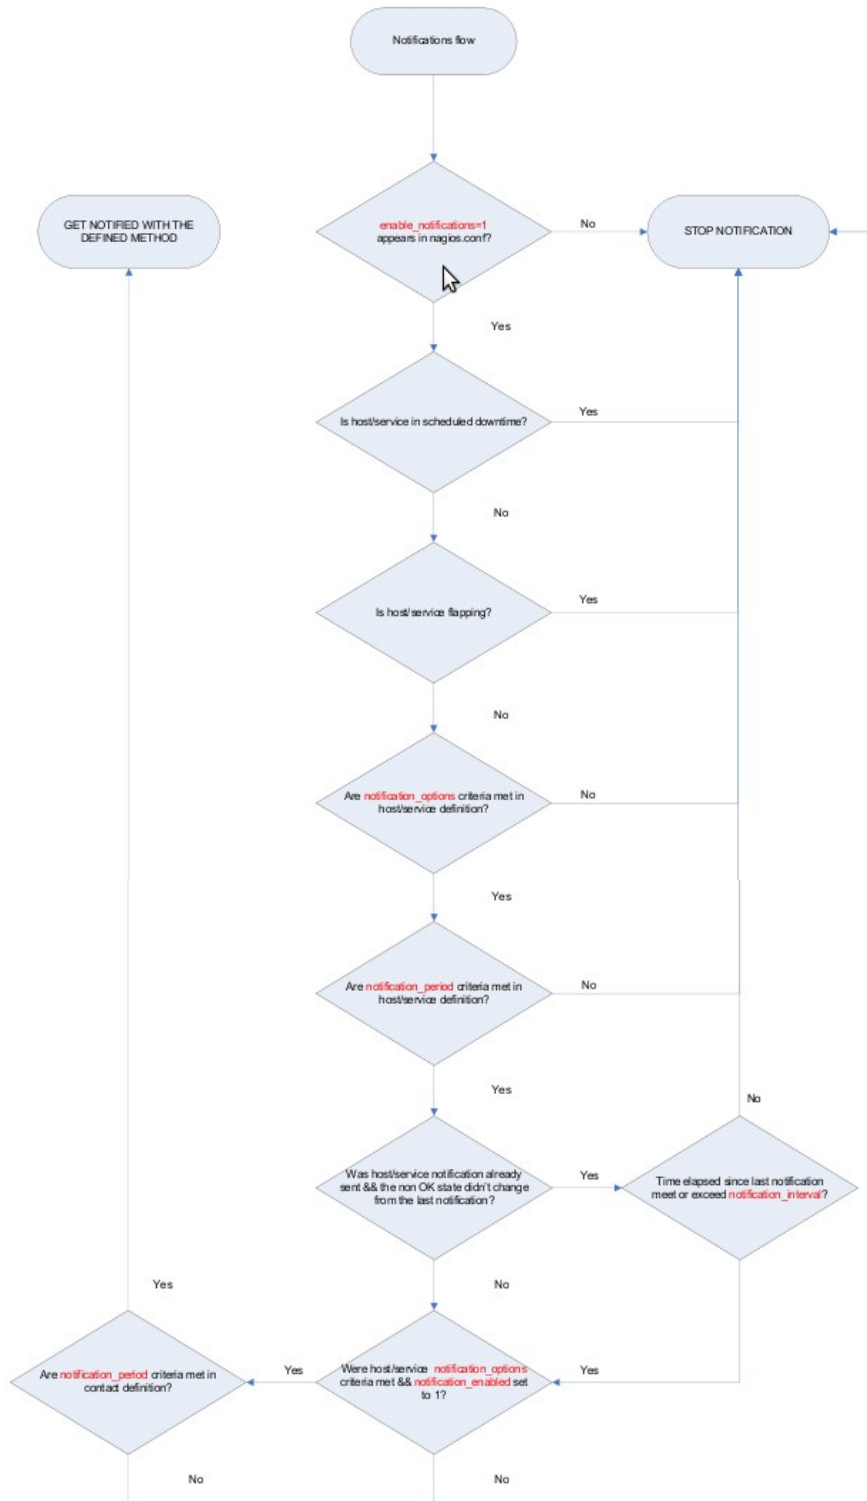 Notifications flow
GET NOTIFIED WITH THE
DEFINED METHOD
enable_notifications=1
appears in nagios.conf?
No
STOP NOTIFICATION
Yes
Is host/service in scheduled downtime?
Yes
No
Is host/service flapping?
Yes
No
Are notification_options criteria met in
host/service definition?
No
Yes
Are notification_period criteria met in
host/service definition?
No
Yes
No
Was host/service notification already
sent && the non OK state didn't change
from the last notification?
Yes
Time elapsed since last notification
meet or exceed notification_interval?
Yes
No
Are notification_period criteria met in
contact definition?
Yes
Were host/service notification_options
criteria met && notification_enabled set
to 1?
Yes
No
No